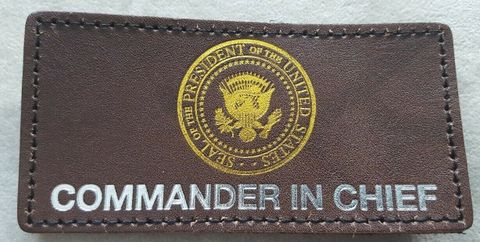 SEAL OF THE PRESIDENT OF THE UNITED STATES
COMMANDER IN CHIEF